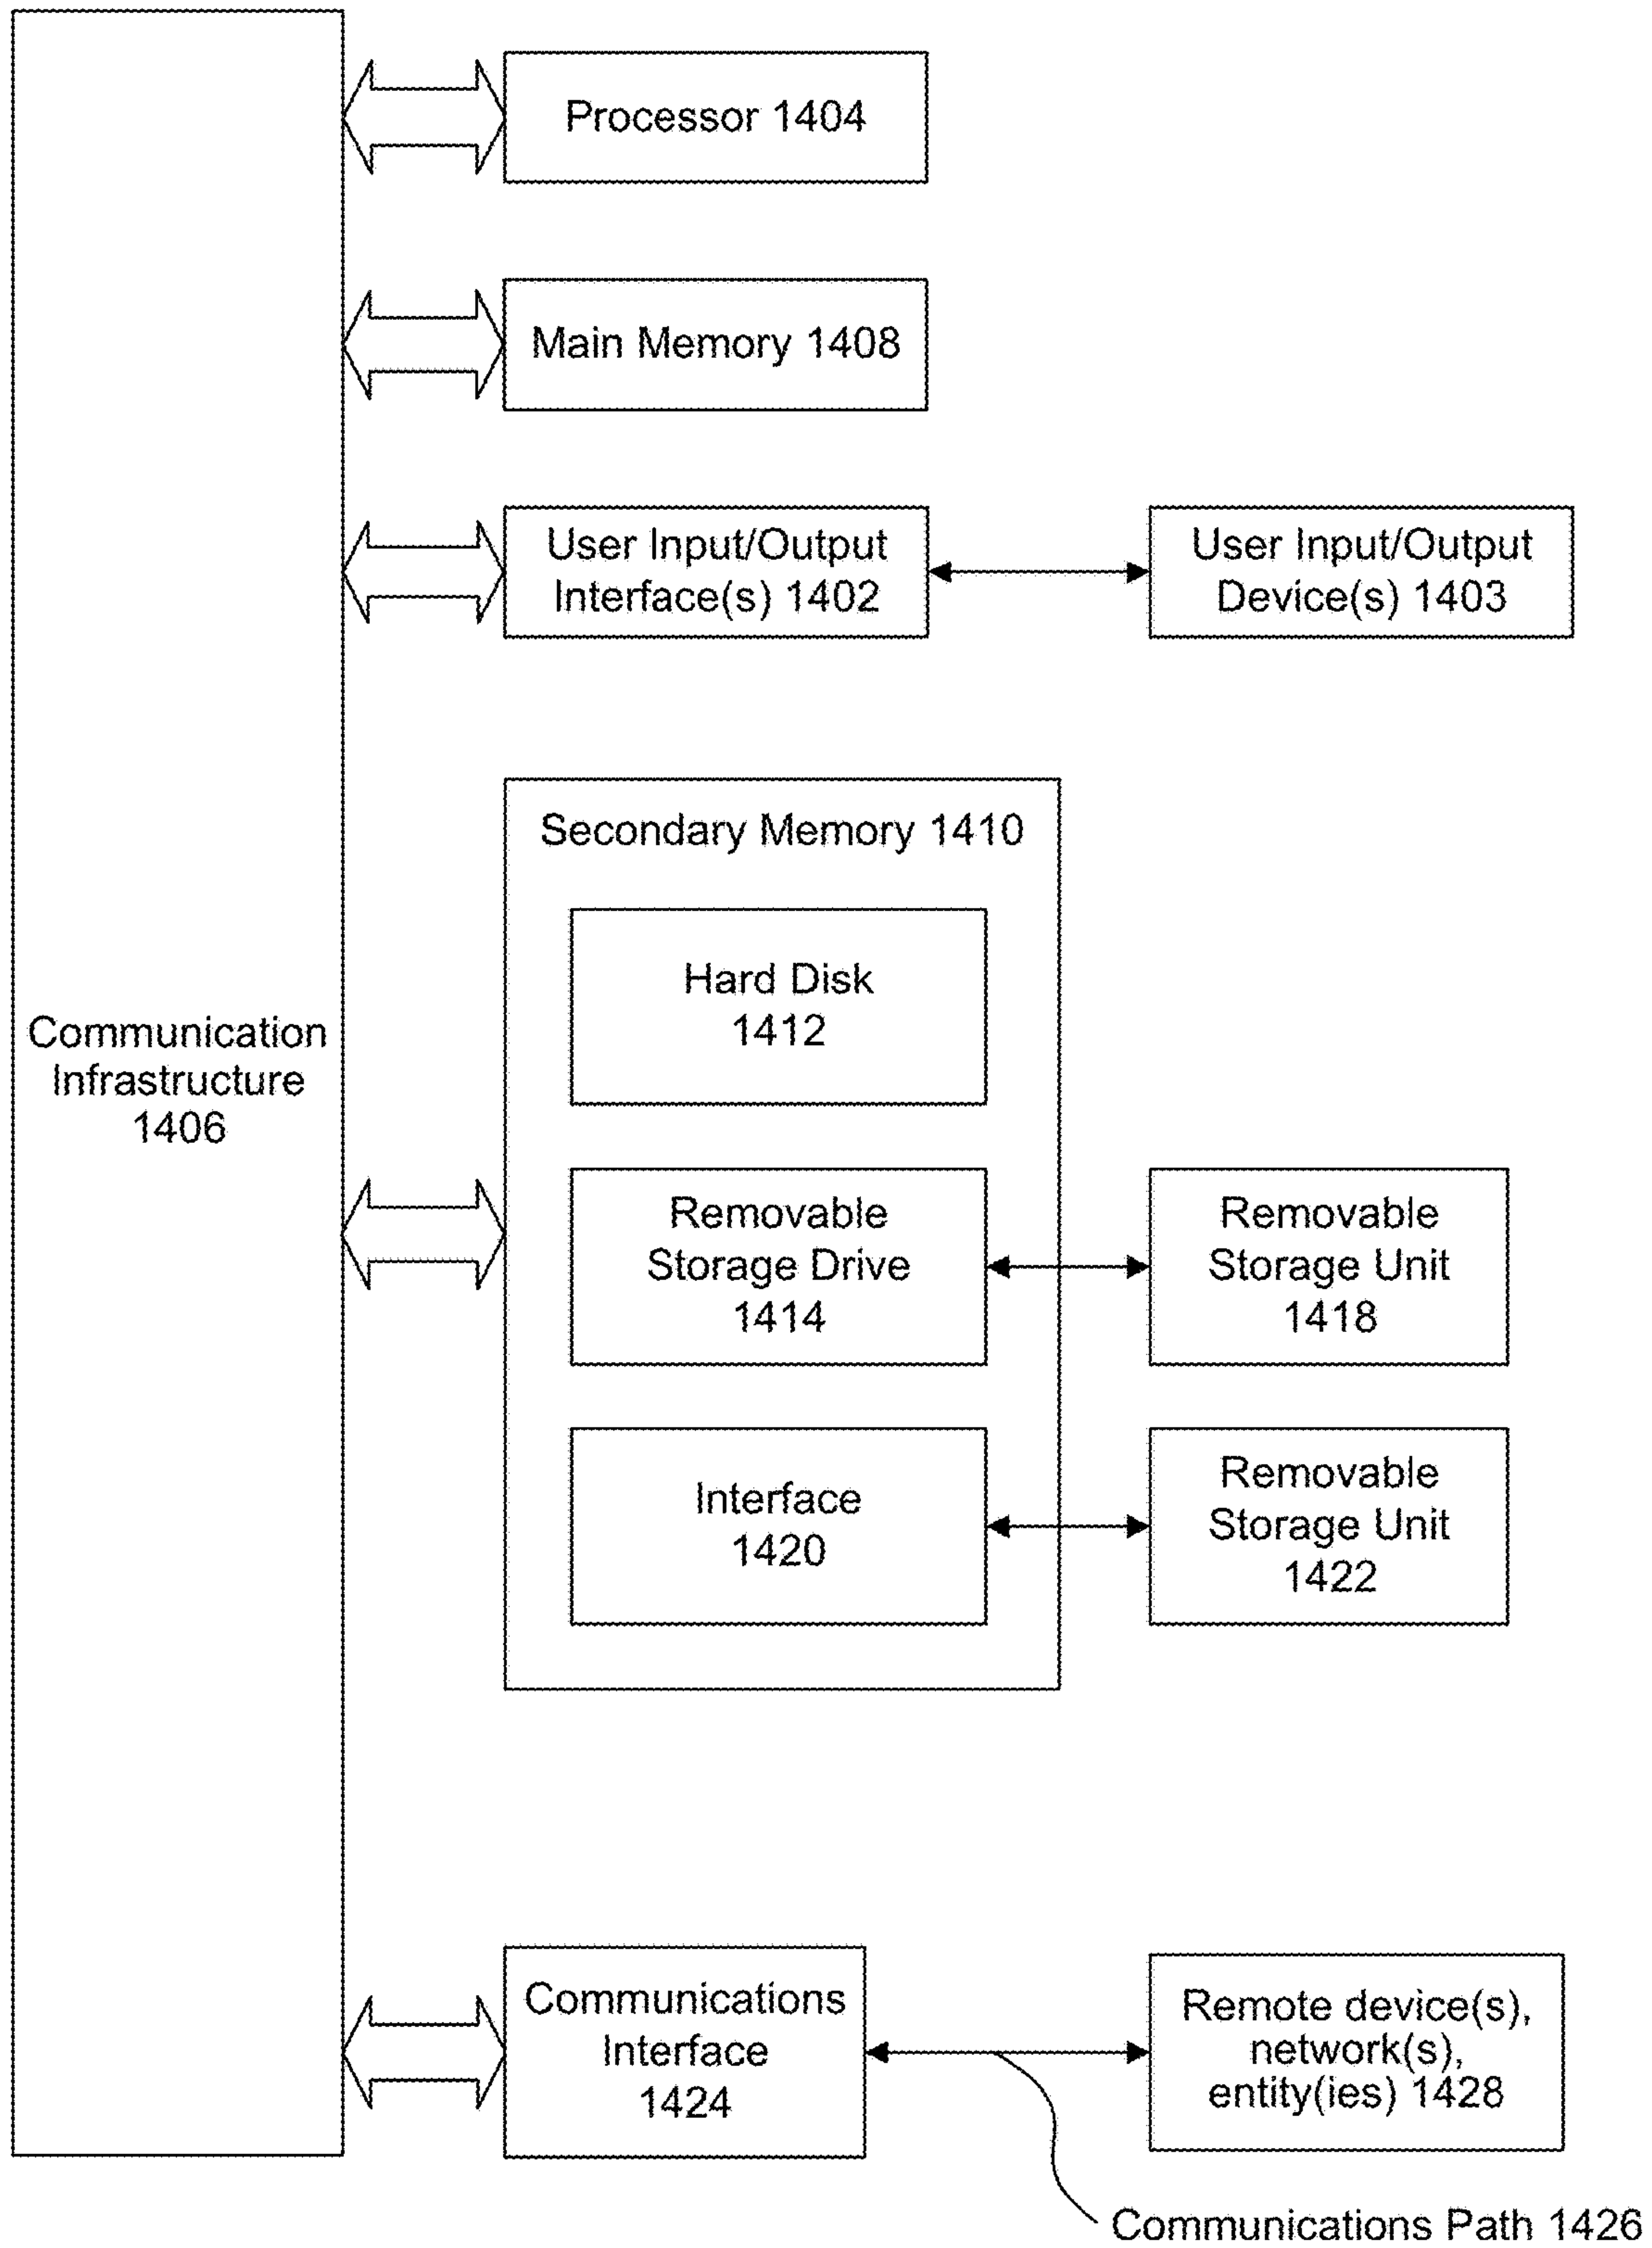 Processor 1404
Main Memory 1408
User Input/Output
Interface(s) 1402
User Input/Output
Device(s) 1403
Secondary Memory 1410
Hard Disk
1412
Communication
Infrastructure
1406
Removable
Storage Drive
1414
Removable
Storage Unit
1418
Interface
1420
Removable
Storage Unit
1422
Communications
Interface
1424
Remote device(s),
network(s),
entity(ies) 1428
Communications Path 1426